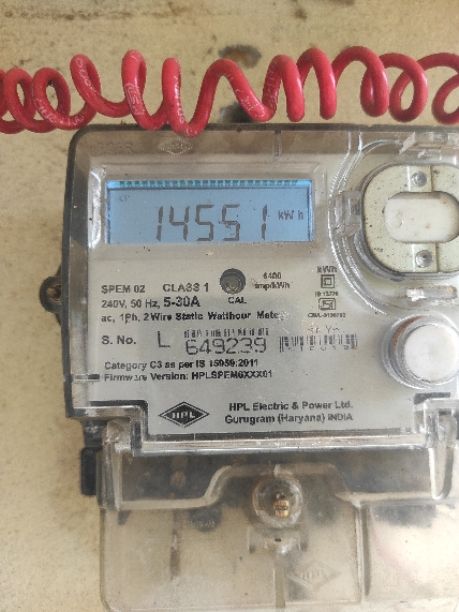 14551 kWh
SPEM 02 CLASS 1
6400
imp/kWh
240V, 50 Hz, 5-30A CAL
ac, 1Ph, 2 Wire Static Watthour Meter
S. No. L 649239
Category C3 as per IS 15959:2011
Firmware Version: HPLSPEM6XXX01
HPL
HPL Electric & Power Ltd.
Gurugram (Haryana) INDIA
HPL